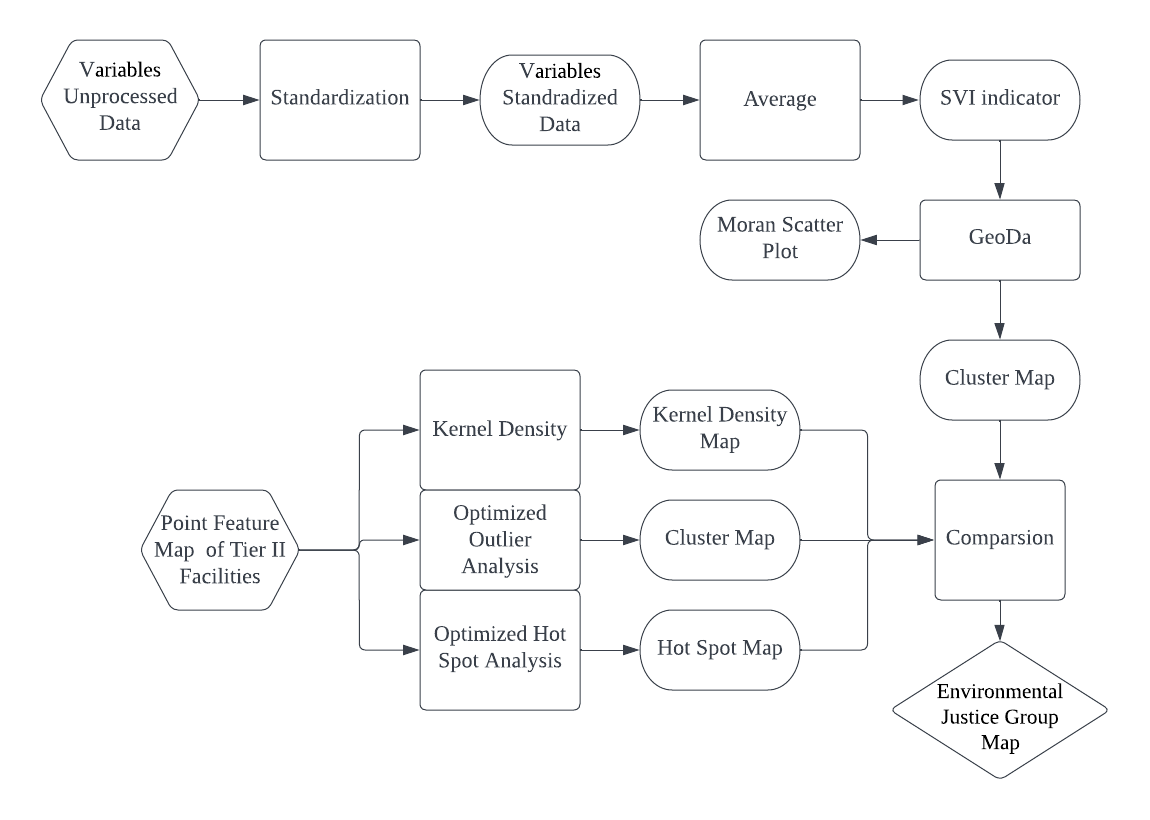 Variables
Unprocessed
Data
Standardization
Variables
Standradized
Data
Average
SVI indicator
Moran Scatter
Plot
GeoDa
Cluster Map
Kernel Density
Kernel Density
Map
Point Feature
Map of Tier II
Facilities
Optimized
Outlier
Analysis
Cluster Map
Comparsion
Optimized Hot
Spot Analysis
Hot Spot Map
Environmental
Justice Group
Map